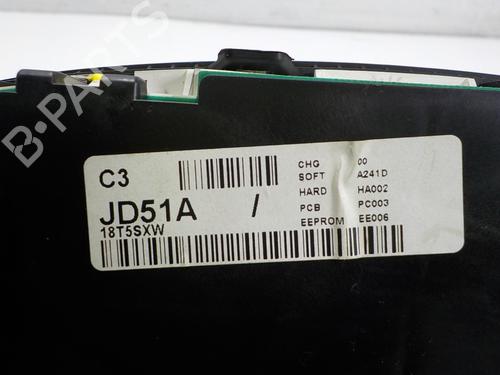 B-PARTS
C3
JD51A /
18T5SXW
CHG 00
SOFT A241D
HARD HA002
PCB PC003
EEPROM EE006